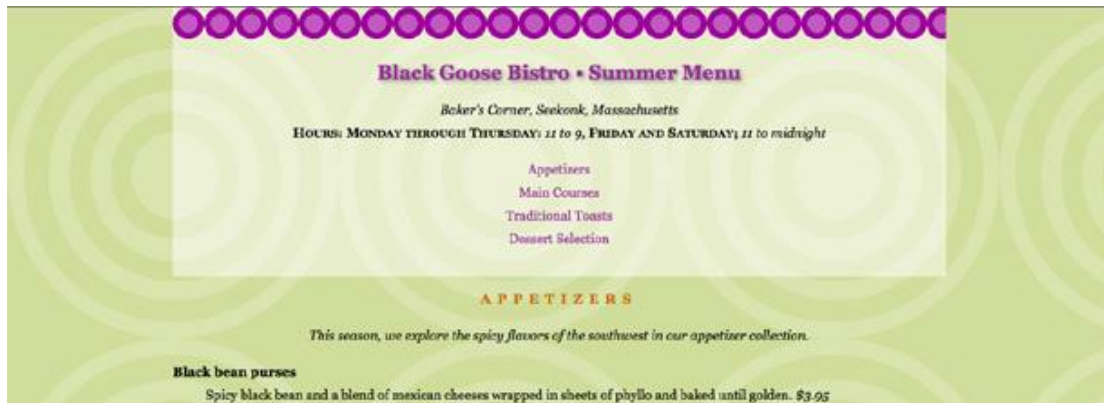 Black Goose Bistro • Summer Menu
Baker's Corner, Seekonk, Massachusetts
HOURS: MONDAY THROUGH THURSDAY: 11 to 9, FRIDAY AND SATURDAY; 11 to midnight
Appetizers
Main Courses
Traditional Toasts
Dessert Selection
APPETIZERS
This season, we explore the spicy flavors of the southwest in our appetizer collection.
Black bean purses
Spicy black bean and a blend of mexican cheeses wrapped in sheets of phyllo and baked until golden. $3.95